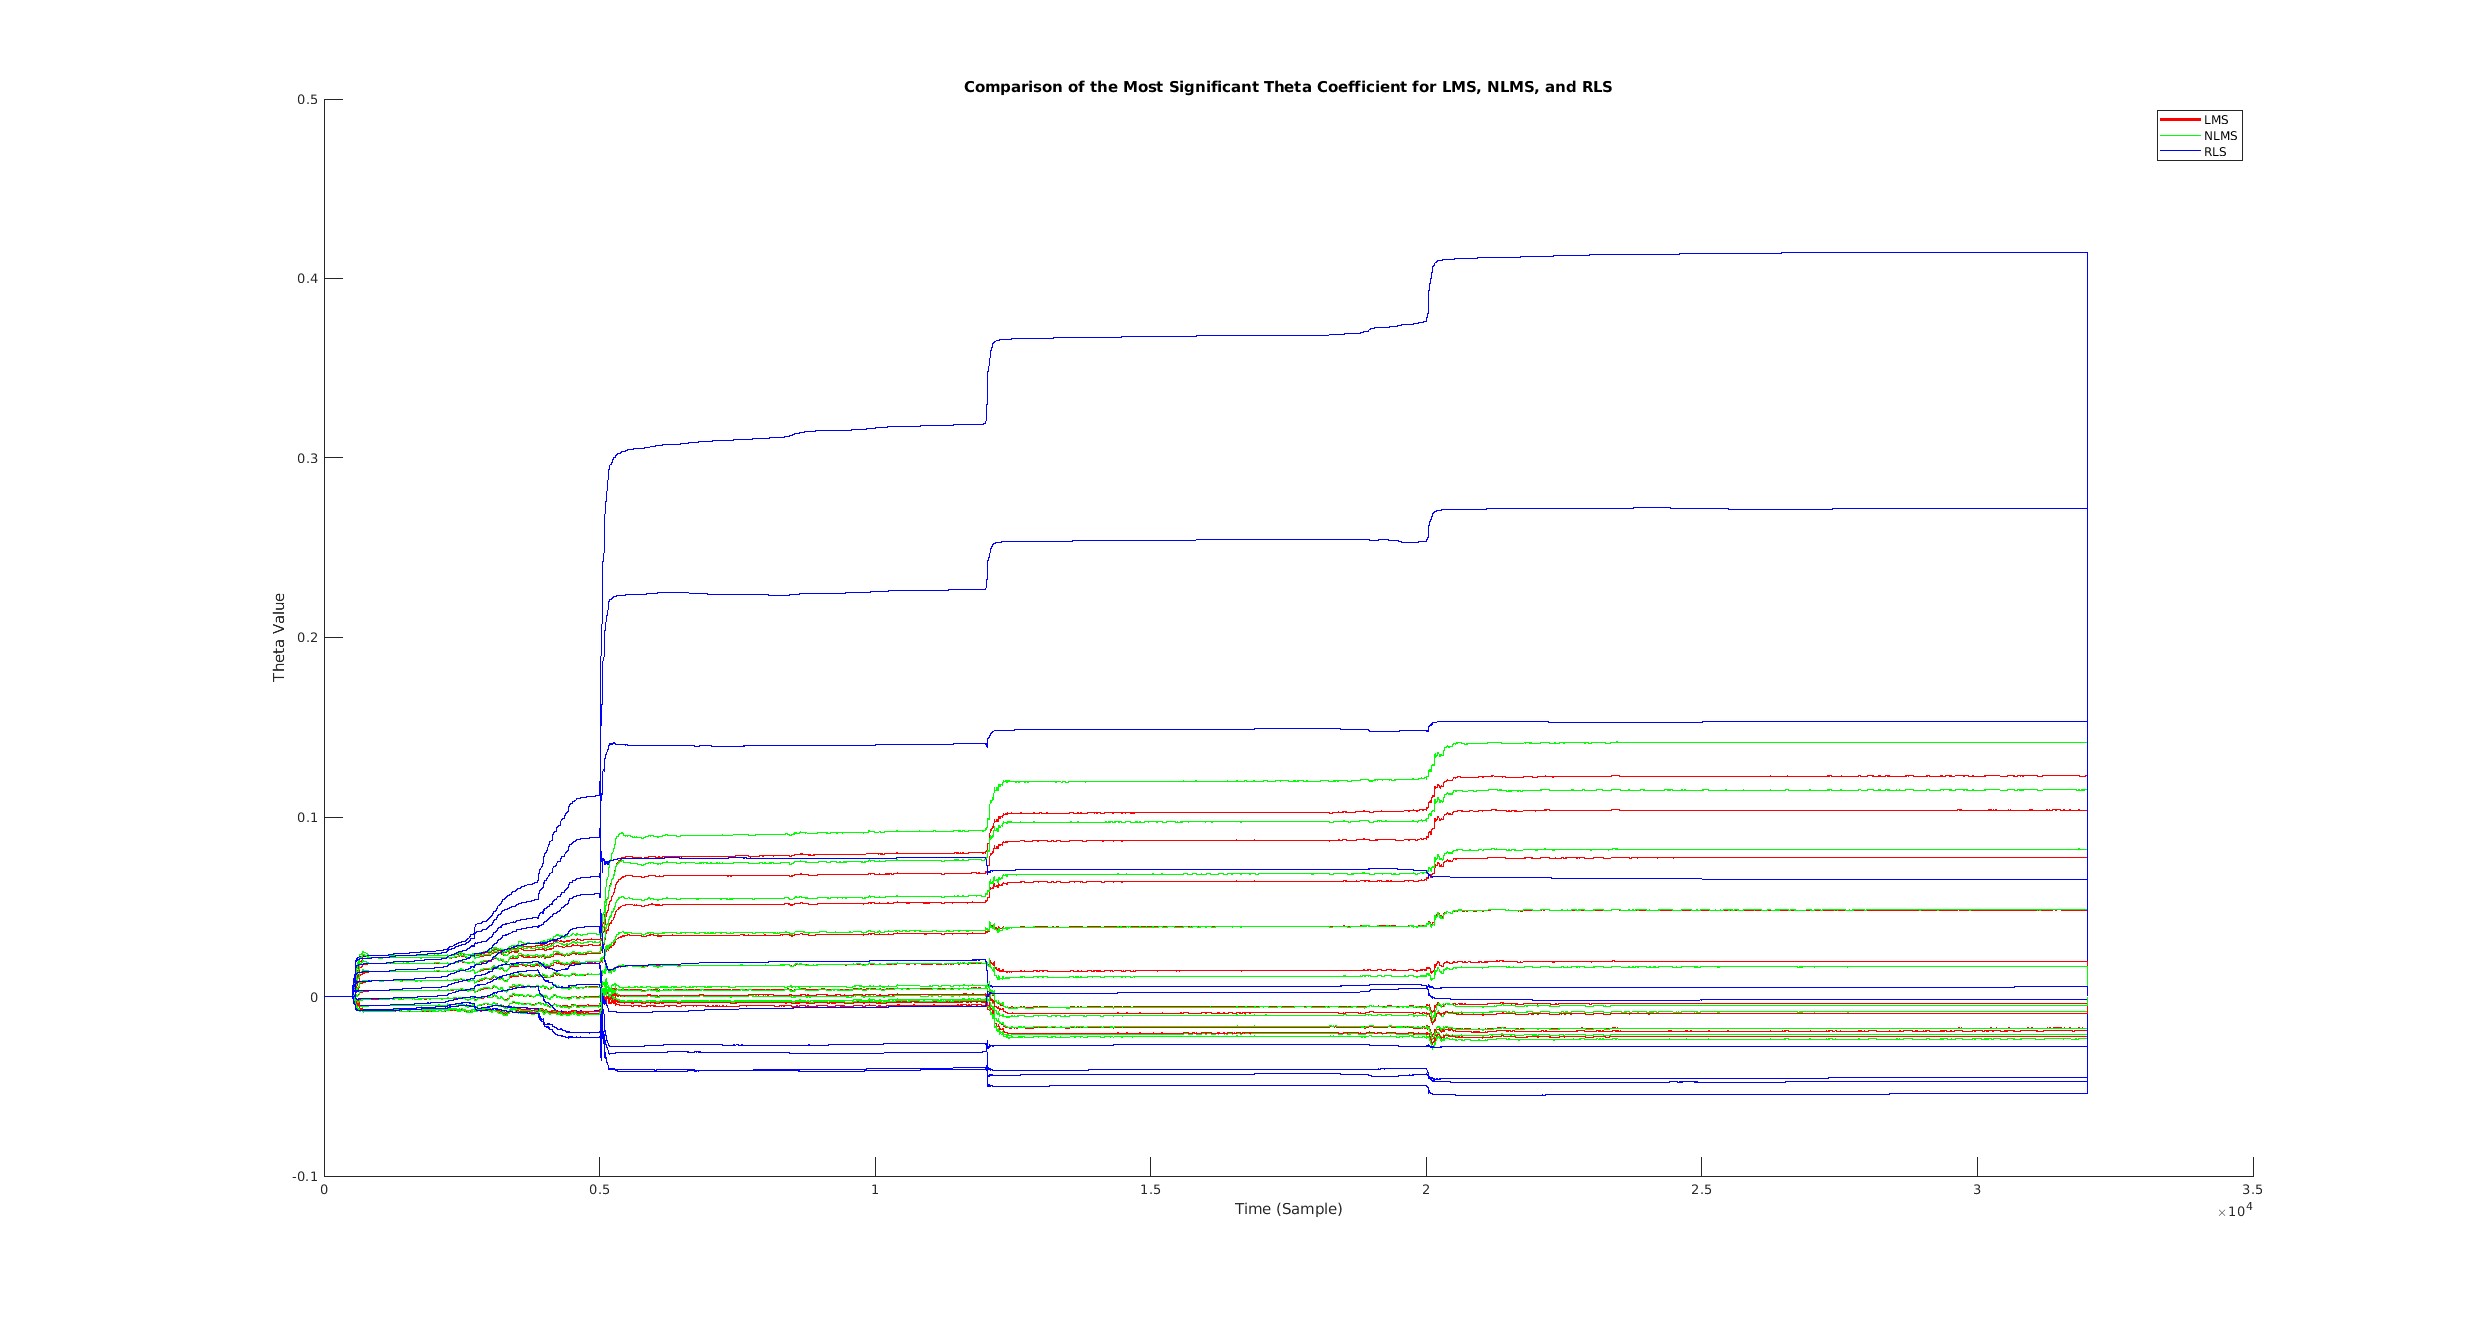 Comparison of the Most Significant Theta Coefficient for LMS, NLMS, and RLS
LMS
NLMS
RLS
Theta Value
0.5
0.4
0.3
0.2
0.1
0
-0.1
0 0.5 1 1.5 2 2.5 3 3.5
Time (Sample)
×10⁴